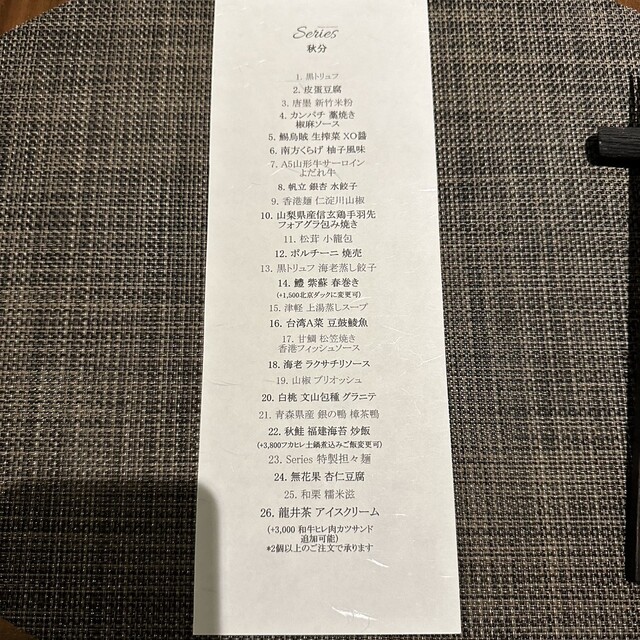 Series
秋分
1. 黒トリュフ
2. 皮蛋豆腐
3. 唐墨 新竹米粉
4. カンパチ 藁焼き
椒麻ソース
5. 鰑烏賊 生搾菜 XO醤
6. 南方くらげ 柚子風味
7. A5山形牛サーロイン
よだれ牛
8. 帆立 銀杏 水餃子
9. 香港麺 仁淀川山椒
10. 山梨県産信玄鶏手羽先
フォアグラ包み焼き
11. 松茸 小龍包
12. ポルチーニ 焼売
13. 黒トリュフ 海老蒸し餃子
14. 鱧 紫蘇 春巻き
(+1,500北京ダックに変更可)
15. 津軽 上湯蒸しスープ
16. 台湾A菜 豆鼓鯪魚
17. 甘鯛 松笠焼き
香港フィッシュソース
18. 海老 ラクサチリソース
19. 山椒 ブリオッシュ
20. 白桃 文山包種 グラニテ
21. 青森県産 銀の鴨 樟茶鴨
22. 秋鮭 福建海苔 炒飯
(+3,800フカヒレ土鍋煮込みご飯変更可)
23. Series 特製担々麺
24. 無花果 杏仁豆腐
25. 和栗 糯米滋
26. 龍井茶 アイスクリーム
(+3,000 和牛ヒレ肉カツサンド
追加可能)
*2個以上のご注文で承ります